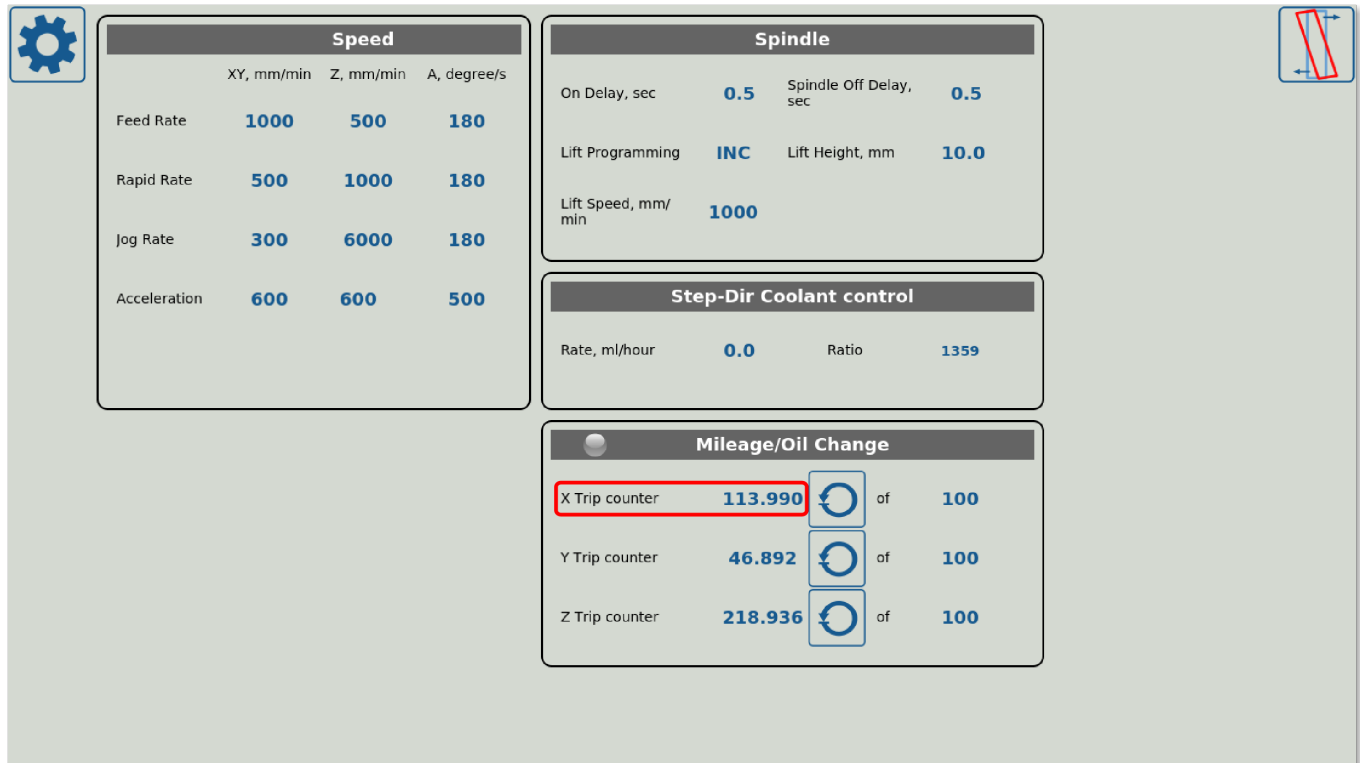 Speed
XY, mm/min Z, mm/min A, degree/s
Feed Rate 1000 500 180
Rapid Rate 500 1000 180
Jog Rate 300 6000 180
Acceleration 600 600 500
Spindle
On Delay, sec 0.5 Spindle Off Delay, sec 0.5
Lift Programming INC Lift Height, mm 10.0
Lift Speed, mm/
min 1000
Step-Dir Coolant control
Rate, ml/hour 0.0 Ratio 1359
Mileage/Oil Change
X Trip counter 113.990 of 100
Y Trip counter 46.892 of 100
Z Trip counter 218.936 of 100